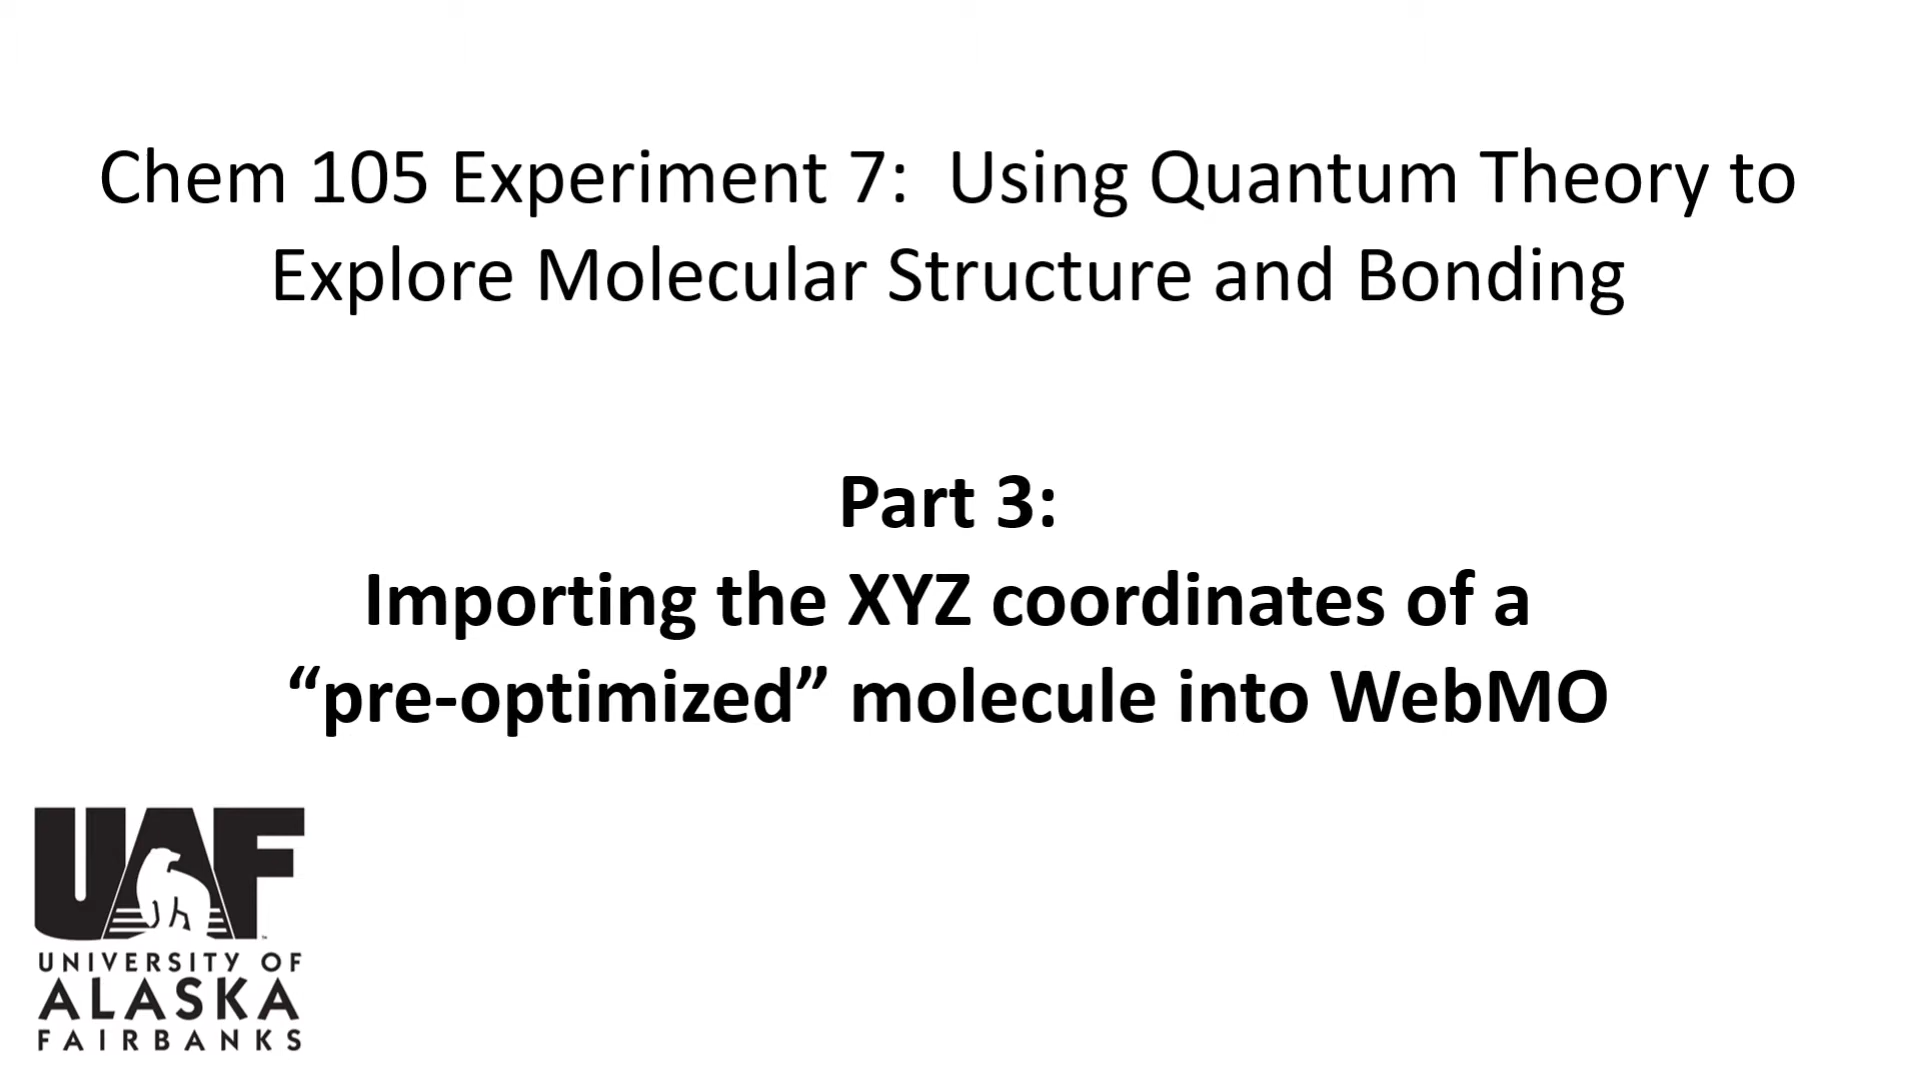 Chem 105 Experiment 7:  Using Quantum Theory to
Explore Molecular Structure and Bonding
Part 3:
Importing the XYZ coordinates of a
“pre-optimized” molecule into WebMO
UAF
UNIVERSITY OF
ALASKA
FAIRBANKS